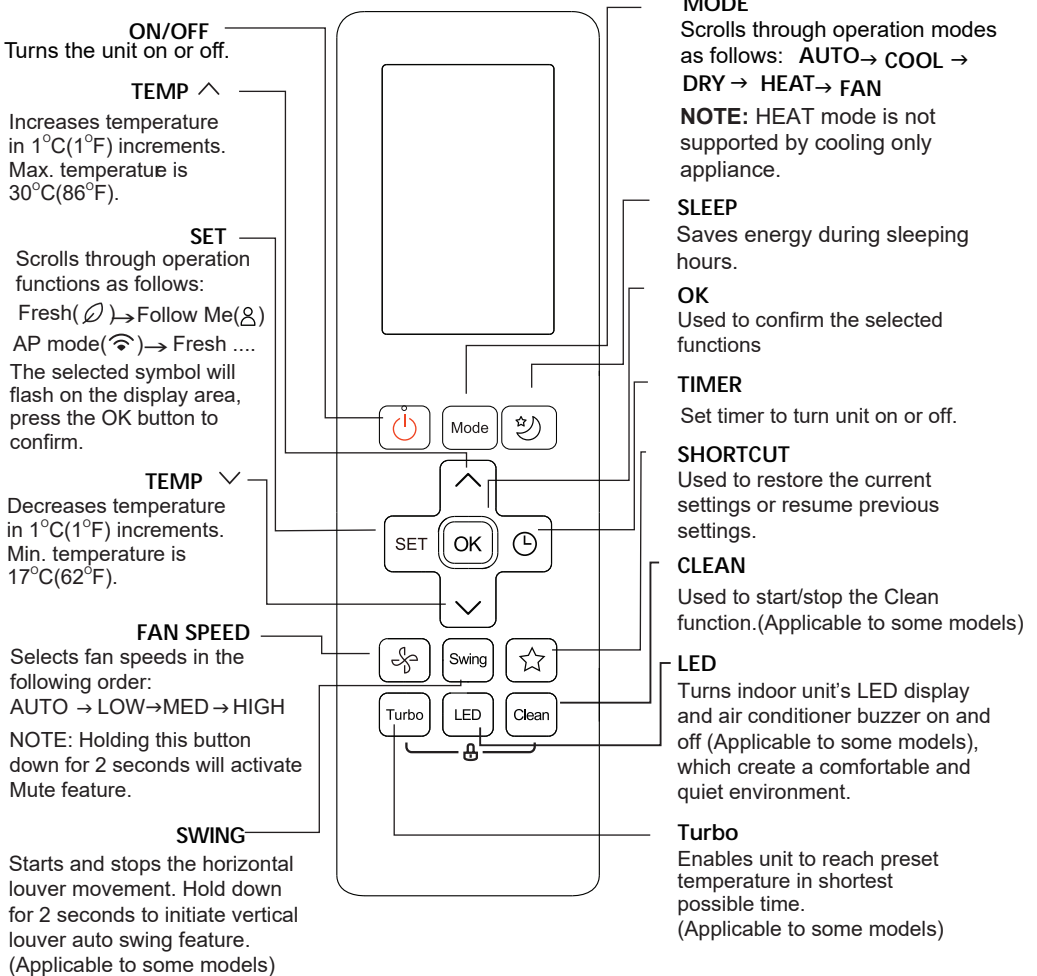 ON/OFF
Turns the unit on or off.
TEMP ︿
Increases temperature
in 1°C(1°F) increments.
Max. temperature is
30°C(86°F).
SET
Scrolls through operation
functions as follows:
Fresh( )→Follow Me( )
AP mode( )→ Fresh ....
The selected symbol will
flash on the display area,
press the OK button to
confirm.
TEMP ﹀
Decreases temperature
in 1°C(1°F) increments.
Min. temperature is
17°C(62°F).
FAN SPEED
Selects fan speeds in the
following order:
AUTO → LOW→MED→HIGH
NOTE: Holding this button
down for 2 seconds will activate
Mute feature.
SWING
Starts and stops the horizontal
louver movement. Hold down
for 2 seconds to initiate vertical
louver auto swing feature.
(Applicable to some models)
Mode
SET
OK
Swing
Turbo
LED
Clean
MODE
Scrolls through operation modes
as follows: AUTO→ COOL →
DRY → HEAT→ FAN
NOTE: HEAT mode is not
supported by cooling only
appliance.
SLEEP
Saves energy during sleeping
hours.
OK
Used to confirm the selected
functions
TIMER
Set timer to turn unit on or off.
SHORTCUT
Used to restore the current
settings or resume previous
settings.
CLEAN
Used to start/stop the Clean
function.(Applicable to some models)
LED
Turns indoor unit's LED display
and air conditioner buzzer on and
off (Applicable to some models),
which create a comfortable and
quiet environment.
Turbo
Enables unit to reach preset
temperature in shortest
possible time.
(Applicable to some models)